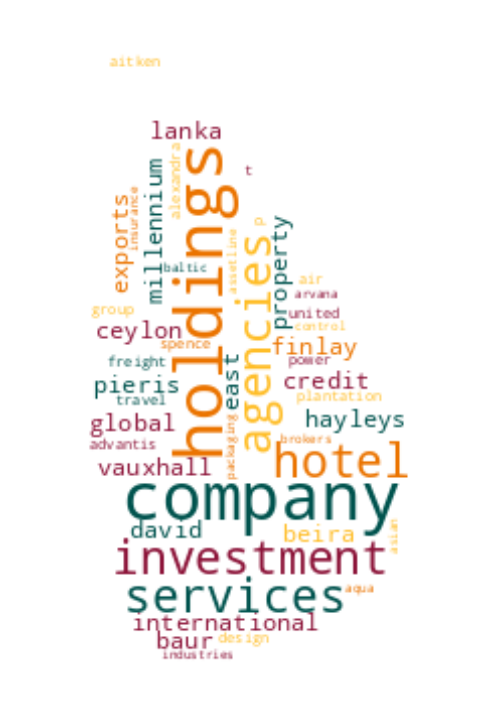 aitken
lanka
holdings
t
alexandra
millennium
insurance
exports
p
property
agencies
assetline
baltic
air
arvana
group
united
control
ceylon
spence
finlay
freight
east
power
pieris
credit
travel
plantation
global
hayleys
advantis
packaging
brokers
vauxhall
hotel
company
david
beira
asian
investment
services
aqua
international
baur
design
industries